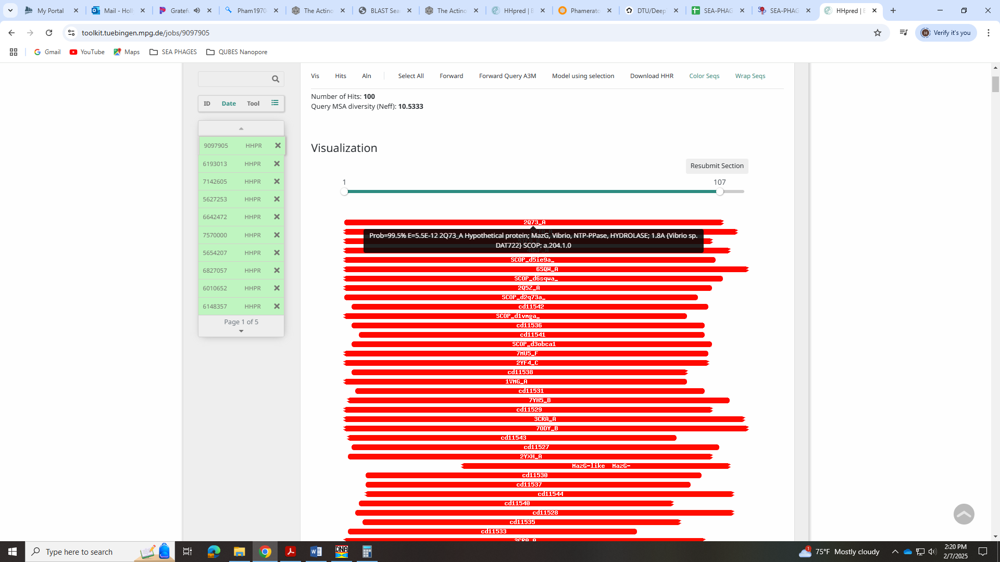 My Portal
Mail - Holl
Gratefu
Pham1970
The Actino
BLAST Sea
The Actino
HHpred | B
Phamerato
DTU/Deep
SEA-PHAG
SEA-PHAG
HHpred | B
toolkit.tuebingen.mpg.de/jobs/9097905
Verify it's you
Gmail
YouTube
Maps
SEA PHAGES
QUBES Nanopore
Vis Hits Aln Select All Forward Forward Query A3M Model using selection Download HHR Color Seqs Wrap Seqs
Number of Hits: 100
Query MSA diversity (Neff): 10.5333
ID Date Tool
9097905 HHPR
6193013 HHPR
7142605 HHPR
5627253 HHPR
6642472 HHPR
7570000 HHPR
5654207 HHPR
6827057 HHPR
6010652 HHPR
6148357 HHPR
Page 1 of 5
Visualization
Resubmit Section
1 107
2Q73_A
Prob=99.5% E=5.5E-12 2Q73_A Hypothetical protein; MazG, Vibrio, NTP-PPase, HYDROLASE; 1.8A {Vibrio sp.
DAT722} SCOP: a.204.1.0
SCOP_d5ie9a_
6SQW_A
SCOP_d6sqwa_
2Q5Z_A
SCOP_d2q73a_
cd11542
SCOP_d1vmga_
cd11536
cd11541
SCOP_d3obca1
7MU5_F
2YF4_C
cd11538
1VMG_A
cd11531
7YH5_B
cd11529
3CRA_A
7ODY_B
cd11543
cd11527
2YXH_A
MazG-like MazG-
cd11530
cd11537
cd11544
cd11540
cd11528
cd11535
cd11533
3CRA_A
Type here to search
DNA
1
75°F Mostly cloudy
2:20 PM
2/7/2025